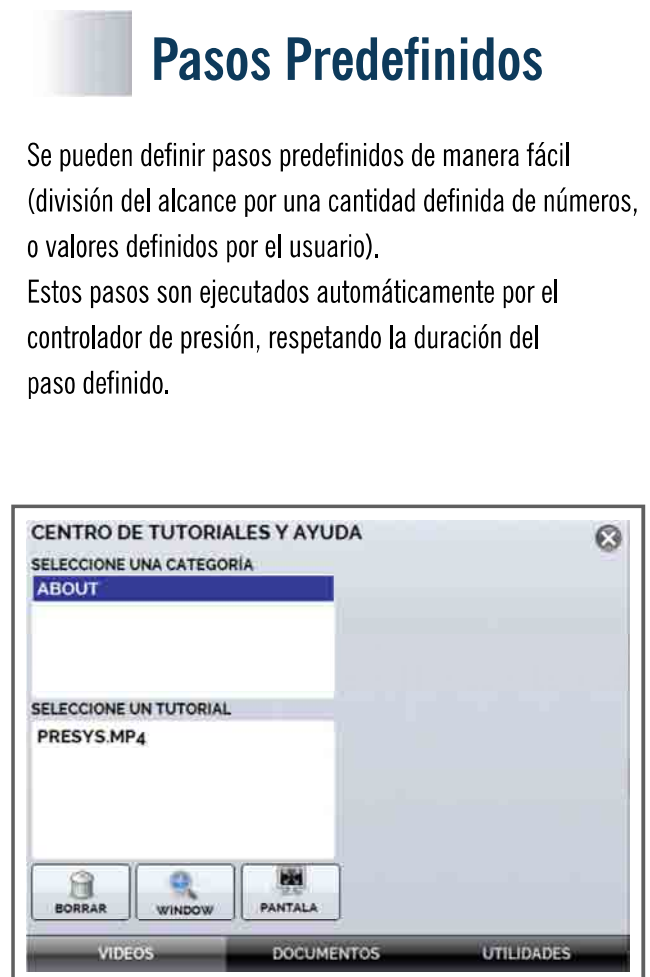 Pasos Predefinidos
Se pueden definir pasos predefinidos de manera fácil
(división del alcance por una cantidad definida de números,
o valores definidos por el usuario).
Estos pasos son ejecutados automáticamente por el
controlador de presión, respetando la duración del
paso definido.
CENTRO DE TUTORIALES Y AYUDA
SELECCIONE UNA CATEGORÍA
ABOUT
SELECCIONE UN TUTORIAL
PRESYS.MP4
BORRAR WINDOW PANTALA
VIDEOS DOCUMENTOS UTILIDADES